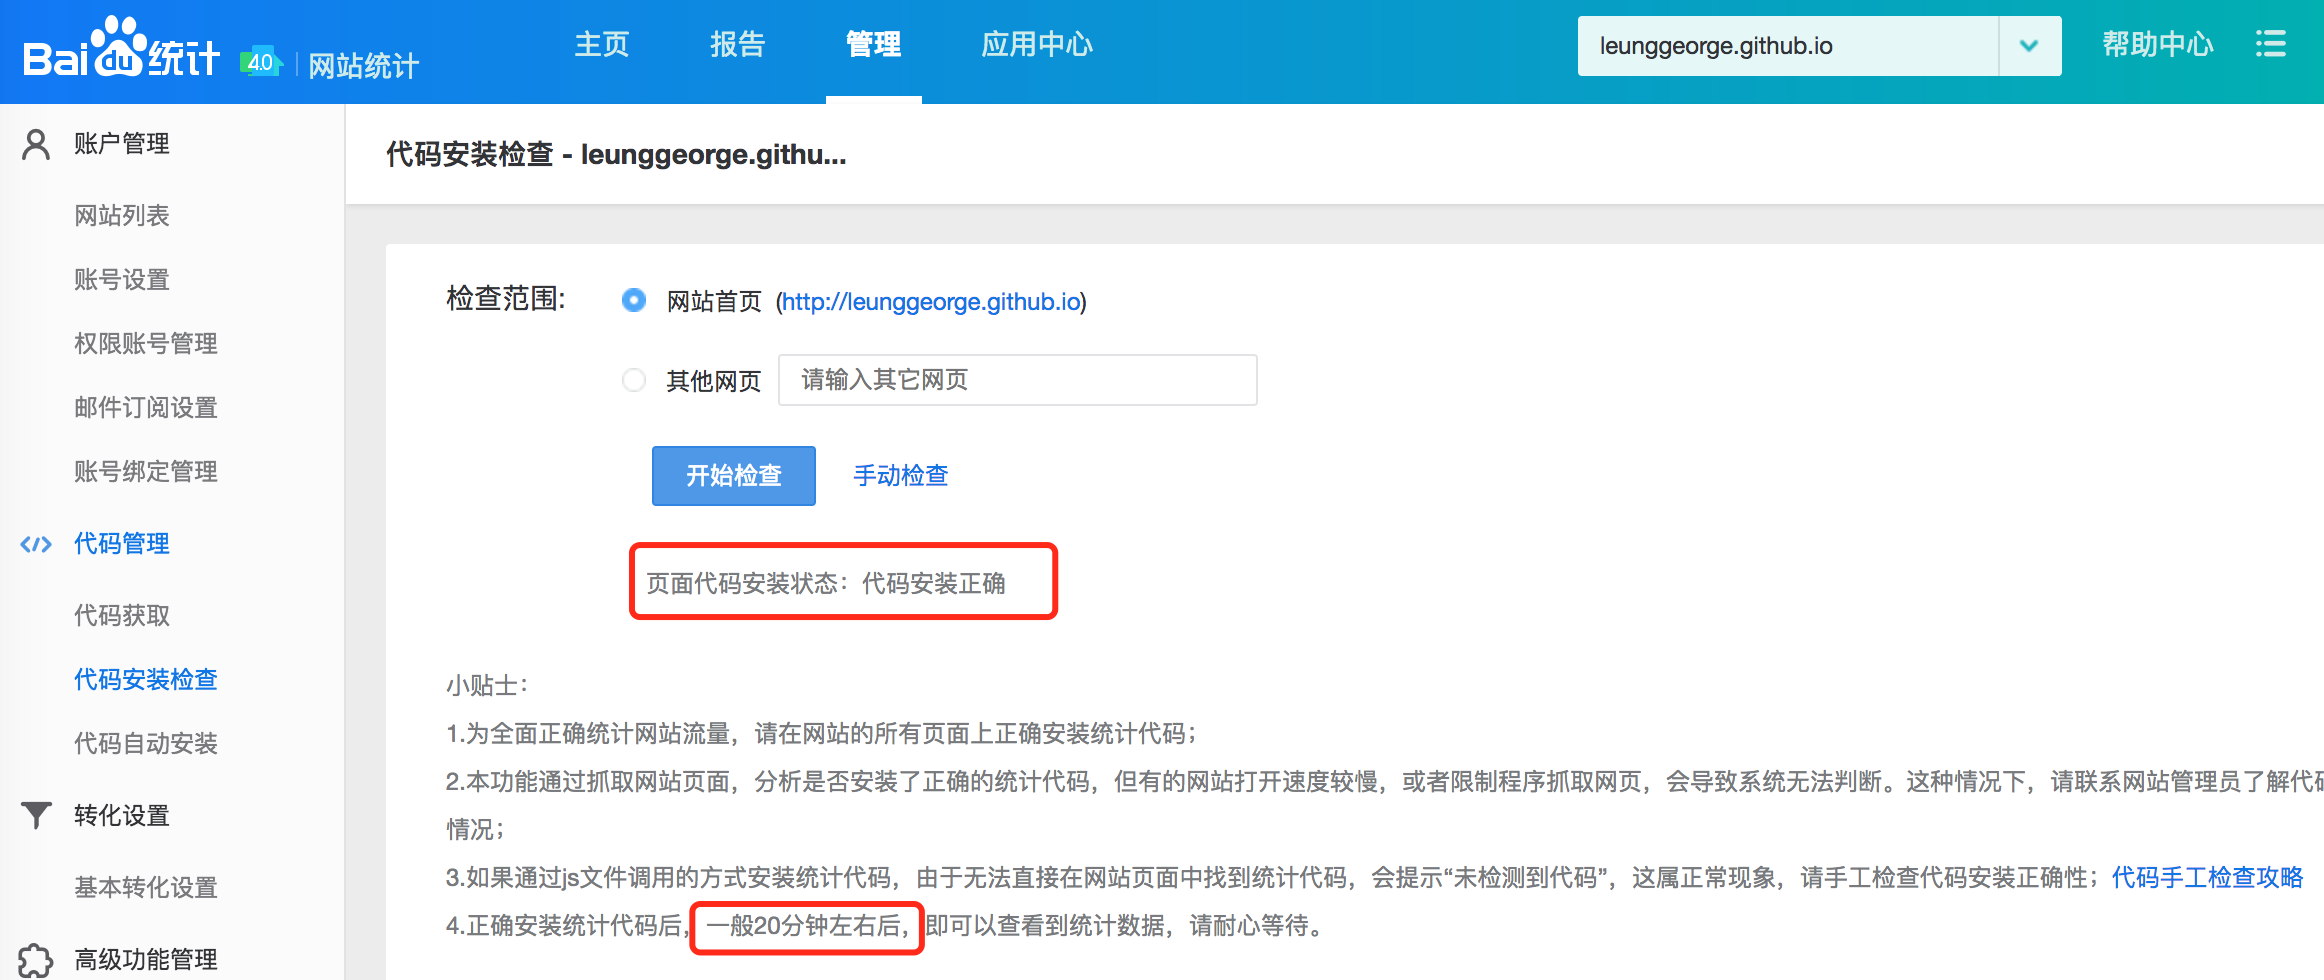 Baidu统计 4.0 网站统计
主页 报告 管理 应用中心
leunggeorge.github.io
帮助中心
账户管理
网站列表
账号设置
权限账号管理
邮件订阅设置
账号绑定管理
代码管理
代码获取
代码安装检查
代码自动安装
转化设置
基本转化设置
高级功能管理
代码安装检查 - leunggeorge.githu...
检查范围:
网站首页 (http://leunggeorge.github.io)
其他网页 请输入其它网页
开始检查 手动检查
页面代码安装状态：代码安装正确
小贴士：
1.为全面正确统计网站流量，请在网站的所有页面上正确安装统计代码；
2.本功能通过抓取网站页面，分析是否安装了正确的统计代码，但有的网站打开速度较慢，或者限制程序抓取网页，会导致系统无法判断。这种情况下，请联系网站管理员了解代码
情况；
3.如果通过js文件调用的方式安装统计代码，由于无法直接在网站页面中找到统计代码，会提示“未检测到代码”，这属正常现象，请手工检查代码安装正确性；代码手工检查攻略
4.正确安装统计代码后，一般20分钟左右后，即可以查看到统计数据，请耐心等待。